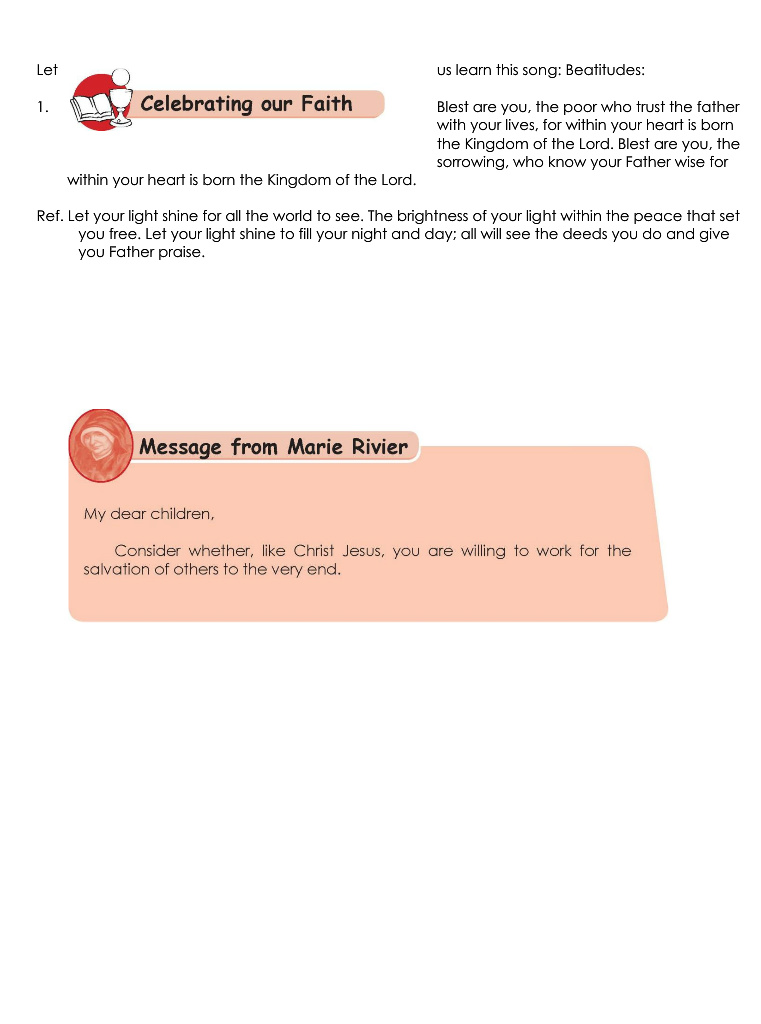 Let us learn this song: Beatitudes:
Celebrating our Faith
1. Blest are you, the poor who trust the father
with your lives, for within your heart is born
the Kingdom of the Lord. Blest are you, the
sorrowing, who know your Father wise for
within your heart is born the Kingdom of the Lord.
Ref. Let your light shine for all the world to see. The brightness of your light within the peace that set
you free. Let your light shine to fill your night and day; all will see the deeds you do and give
you Father praise.
Message from Marie Rivier
My dear children,
Consider whether, like Christ Jesus, you are willing to work for the
salvation of others to the very end.